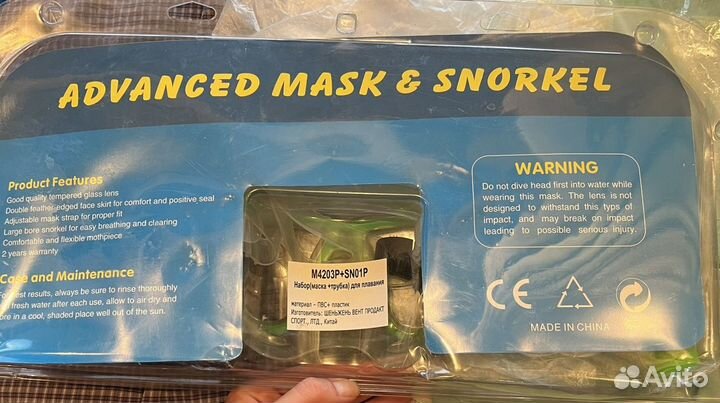 ADVANCED MASK & SNORKEL
Product Features
Good quality tempered glass lens
Double feather-edged face skirt for comfort and positive seal
Adjustable mask strap for proper fit
Large bore snorkel for easy breathing and clearing
Comfortable and flexible mothpiece
2 years warranty
Care and Maintenance
For best results, always be sure to rinse thoroughly
in fresh water after each use, allow to air dry and
store in a cool, shaded place well out of the sun.
M4203P+SN01P
Набор(маска +трубка) для плавания
материал - ПВС+ пластик
Изготовитель: ШЕНЬЖЕНЬ ВЕНТ ПРОДАКТ
СПОРТ., ЛТД., Китай
WARNING
Do not dive head first into water while
wearing this mask. The lens is not
designed to withstand this typs of
impact, and may break on impact
leading to possible serious injury.
CE
MADE IN CHINA
Avito